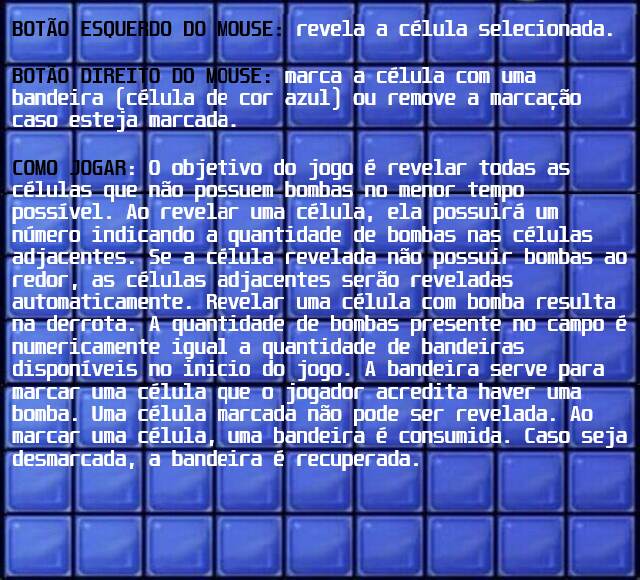 BOTÃO ESQUERDO DO MOUSE: revela a célula selecionada.
BOTÃO DIREITO DO MOUSE: marca a célula com uma
bandeira (célula de cor azul) ou remove a marcação
caso esteja marcada.
COMO JOGAR: O objetivo do jogo é revelar todas as
células que não possuem bombas no menor tempo
possível. Ao revelar uma célula, ela possuirá um
número indicando a quantidade de bombas nas células
adjacentes. Se a célula revelada não possuir bombas ao
redor, as células adjacentes serão reveladas
automaticamente. Revelar uma célula com bomba resulta
na derrota. A quantidade de bombas presente no campo é
numericamente igual a quantidade de bandeiras
disponíveis no inicio do jogo. A bandeira serve para
marcar uma célula que o jogador acredita haver uma
bomba. Uma célula marcada não pode ser revelada. Ao
marcar uma célula, uma bandeira é consumida. Caso seja
desmarcada, a bandeira é recuperada.